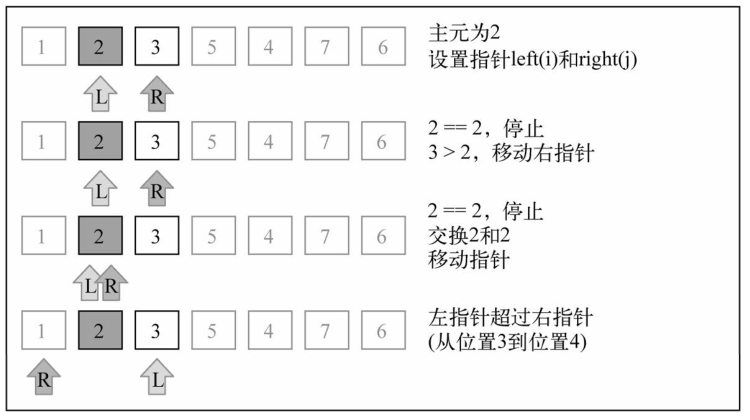 1 2 3 5 4 7 6
主元为2
设置指针left(i)和right(j)
L R
1 2 3 5 4 7 6
2 == 2，停止
3 > 2，移动右指针
L R
1 2 3 5 4 7 6
2 == 2，停止
交换2和2
移动指针
L R
1 2 3 5 4 7 6
左指针超过右指针
(从位置3到位置4)
R L